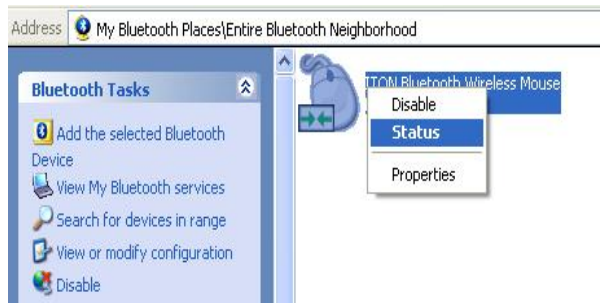 Address My Bluetooth Places\Entire Bluetooth Neighborhood
Bluetooth Tasks
Add the selected Bluetooth
Device
View My Bluetooth services
Search for devices in range
View or modify configuration
Disable
ITON Bluetooth Wireless Mouse
Disable
Status
Properties